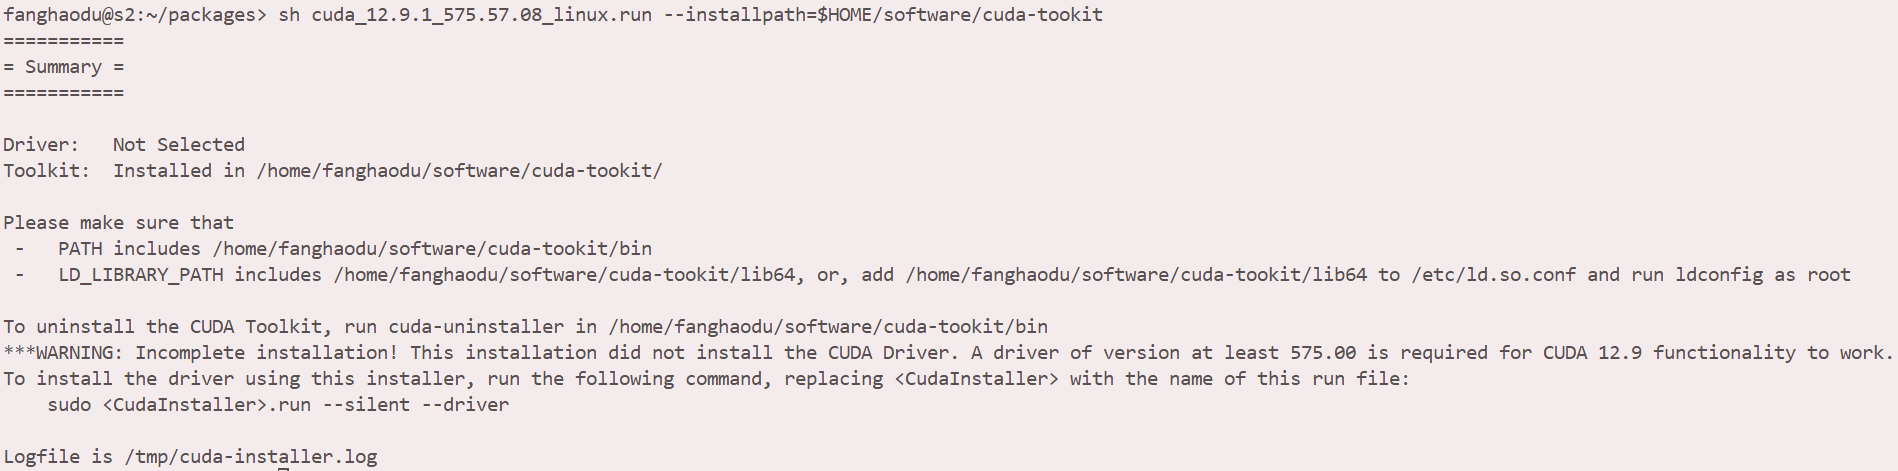 fanghaodu@s2:~/packages> sh cuda_12.9.1_575.57.08_linux.run --installpath=$HOME/software/cuda-tookit
===========
= Summary =
===========
Driver:   Not Selected
Toolkit:  Installed in /home/fanghaodu/software/cuda-tookit/
Please make sure that
 -   PATH includes /home/fanghaodu/software/cuda-tookit/bin
 -   LD_LIBRARY_PATH includes /home/fanghaodu/software/cuda-tookit/lib64, or, add /home/fanghaodu/software/cuda-tookit/lib64 to /etc/ld.so.conf and run ldconfig as root
To uninstall the CUDA Toolkit, run cuda-uninstaller in /home/fanghaodu/software/cuda-tookit/bin
***WARNING: Incomplete installation! This installation did not install the CUDA Driver. A driver of version at least 575.00 is required for CUDA 12.9 functionality to work.
To install the driver using this installer, run the following command, replacing <CudaInstaller> with the name of this run file:
    sudo <CudaInstaller>.run --silent --driver
Logfile is /tmp/cuda-installer.log